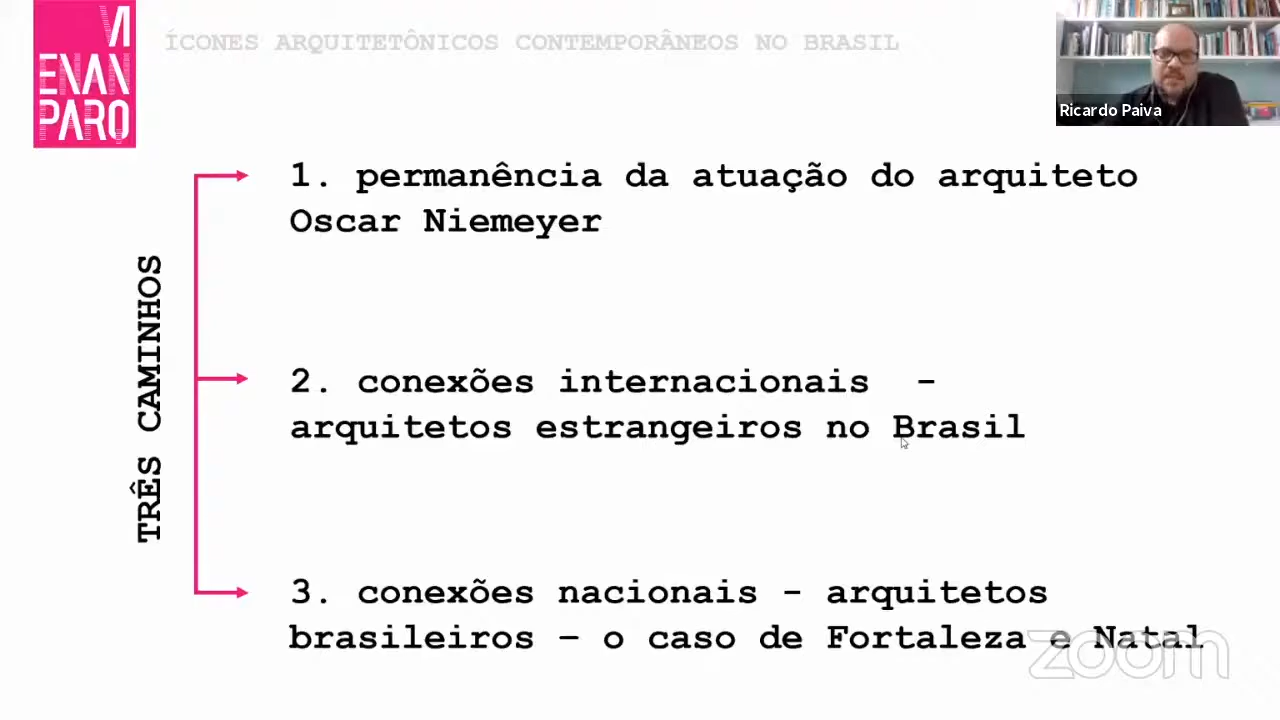 VI
ENAN
PARQ
ÍCONES ARQUITETÔNICOS CONTEMPORÂNEOS NO BRASIL
Ricardo Paiva
TRÊS CAMINHOS
1. permanência da atuação do arquiteto
Oscar Niemeyer
2. conexões internacionais -
arquitetos estrangeiros no Brasil
3. conexões nacionais - arquitetos
brasileiros – o caso de Fortaleza e Natal
zoom